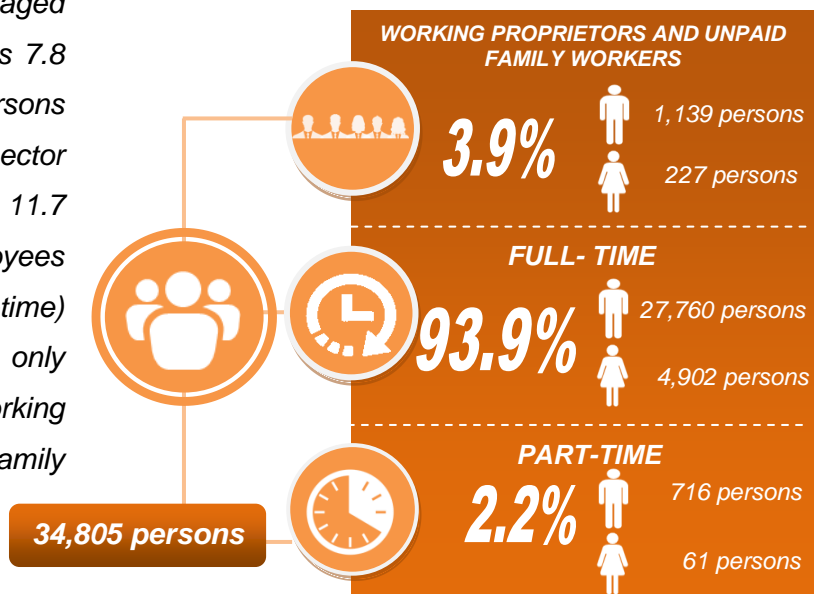 aged
s 7.8
rsons
ector
11.7
oyees
time)
only
orking
amily
34,805 persons
WORKING PROPRIETORS AND UNPAID
FAMILY WORKERS
3.9%
1,139 persons
227 persons
FULL- TIME
93.9%
27,760 persons
4,902 persons
PART-TIME
2.2%
716 persons
61 persons